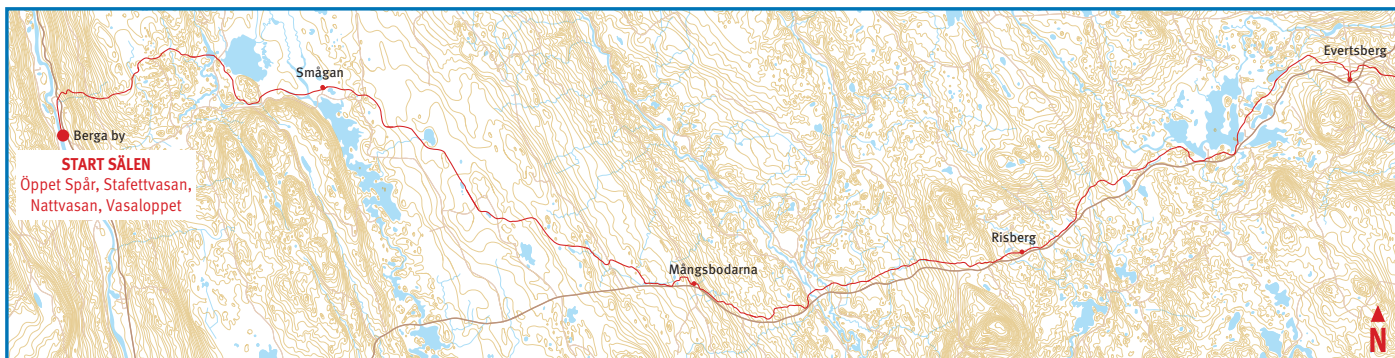 Evertsberg
Smågan
Berga by
START SÄLEN
Öppet Spår, Stafettvasan,
Nattvasan, Vasaloppet
Risberg
Mångsbodarna
N